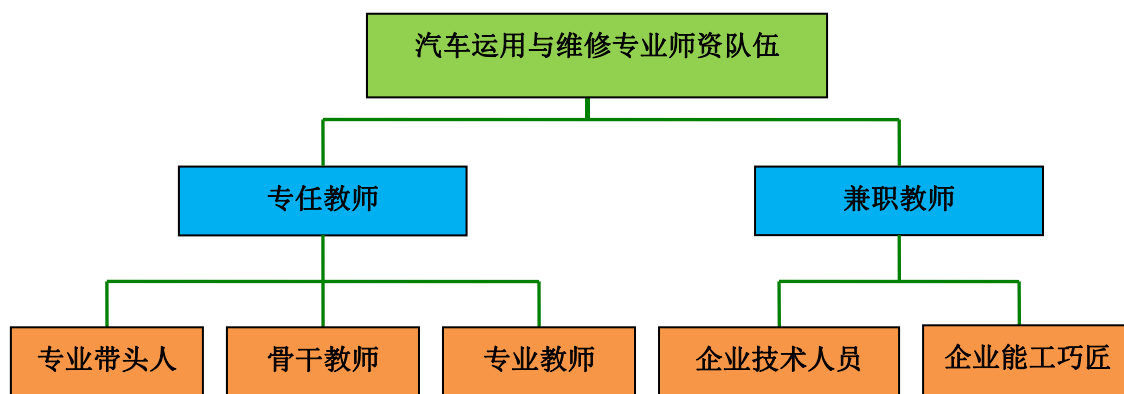 汽车运用与维修专业师资队伍
专任教师
兼职教师
专业带头人
骨干教师
专业教师
企业技术人员
企业能工巧匠